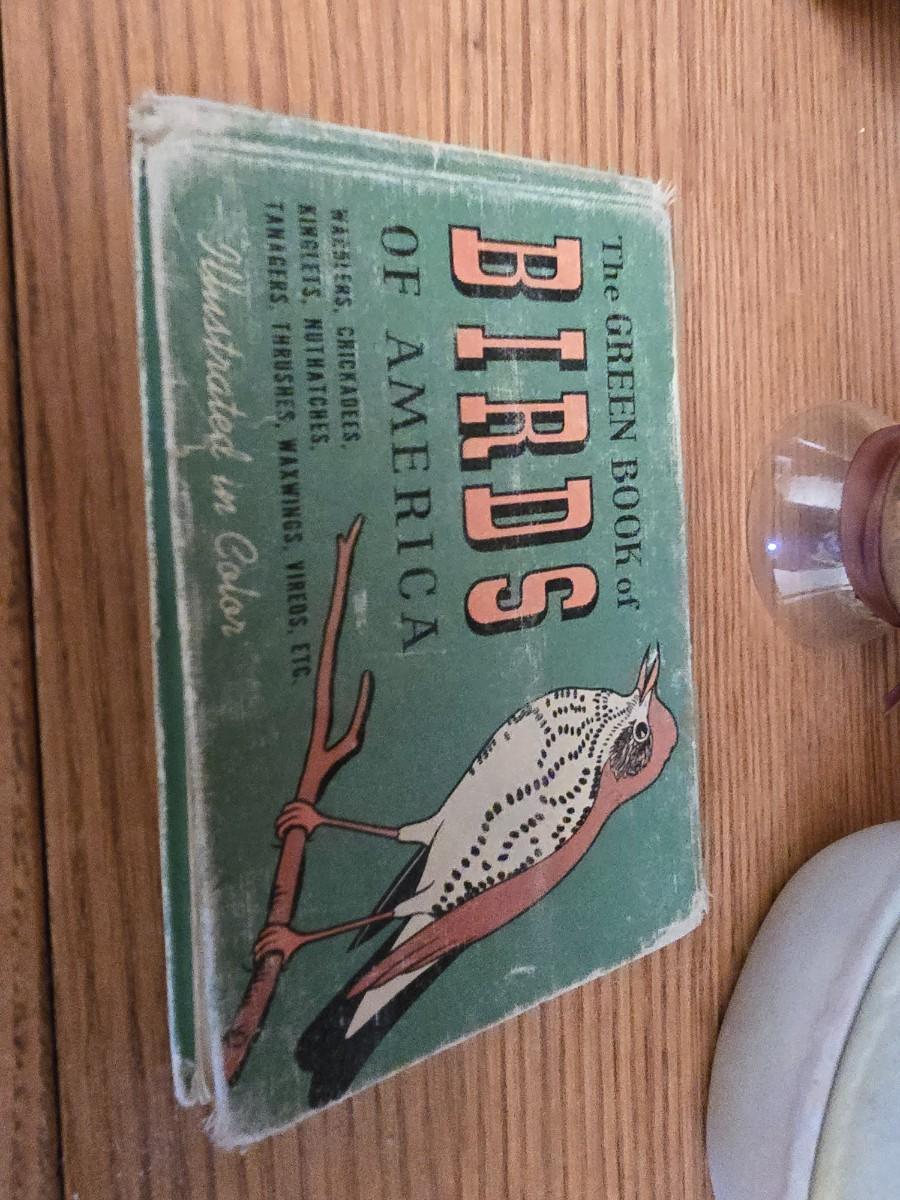 The GREEN BOOK of
BIRDS
OF AMERICA
WARBLERS, CHICKADEES,
KINGLETS, NUTHATCHES,
TANAGERS, THRUSHES, WAXWINGS, VIREOS, ETC.
Illustrated in Color